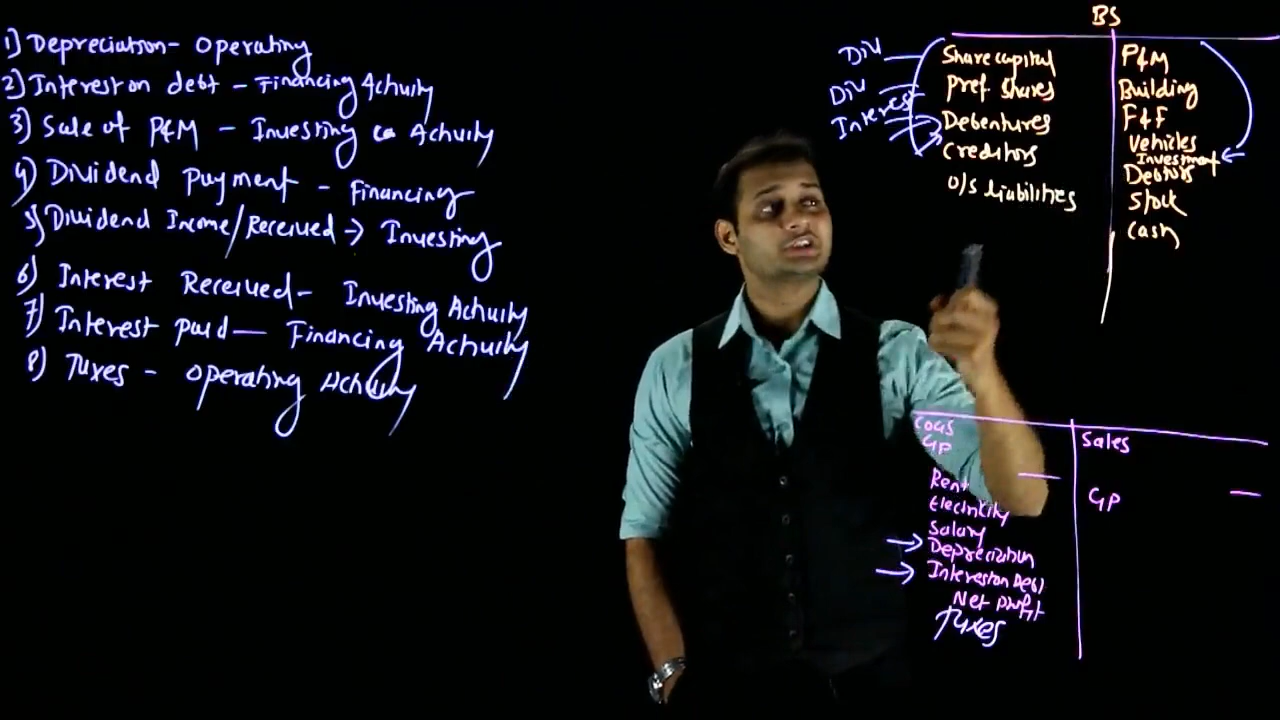 1) Depreciation- Operating
2) Interest on debt - Financing Activity
3) Sale of P&M - Investing Activity
4) Dividend Payment - Financing
5) Dividend Income/Received → Investing
6) Interest Received - Investing Activity
7) Interest paid - Financing Activity
8) Taxes - Operating Activity
BS
Div
Div
Interest
Share capital
Pref. Shares
Debentures
Creditors
O/s liabilities
P&M
Building
F&F
Vehicles
Investment
Debtors
Stock
Cash
COGS
GP
Rent
Electricity
Salary
Depreciation
Interest on Debt
Net profit
Taxes
Sales
GP